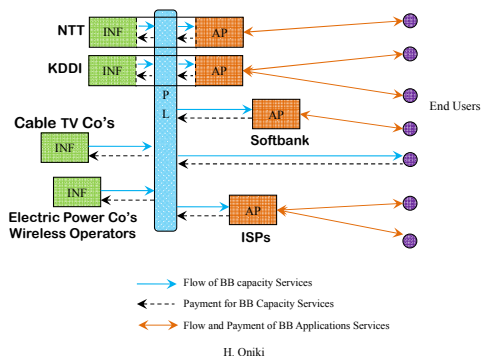 NTT INF AP
KDDI INF AP
P
L
End Users
AP
Cable TV Co's
Softbank
INF
INF
Electric Power Co's
Wireless Operators
AP
ISPs
Flow of BB capacity Services
Payment for BB Capacity Services
Flow and Payment of BB Applications Services
H. Oniki